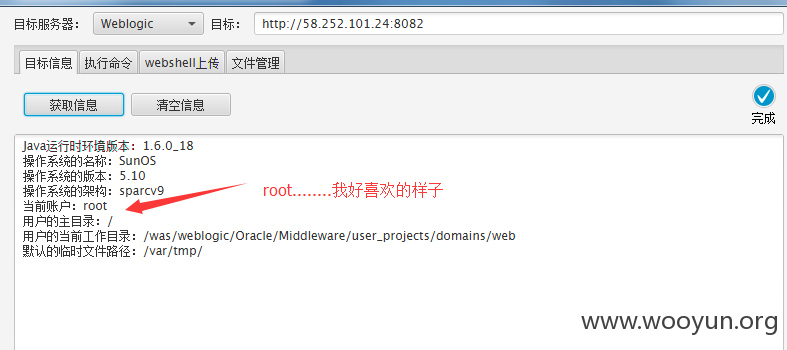 目标服务器： Weblogic 目标： http://58.252.101.24:8082
目标信息 执行命令 webshell上传 文件管理
获取信息 清空信息
完成
Java运行时环境版本：1.6.0_18
操作系统的名称：SunOS
操作系统的版本：5.10
操作系统的架构：sparcv9
root........我好喜欢的样子
当前账户：root
用户的主目录：/
用户的当前工作目录：/was/weblogic/Oracle/Middleware/user_projects/domains/web
默认的临时文件路径：/var/tmp/
www.wooyun.org